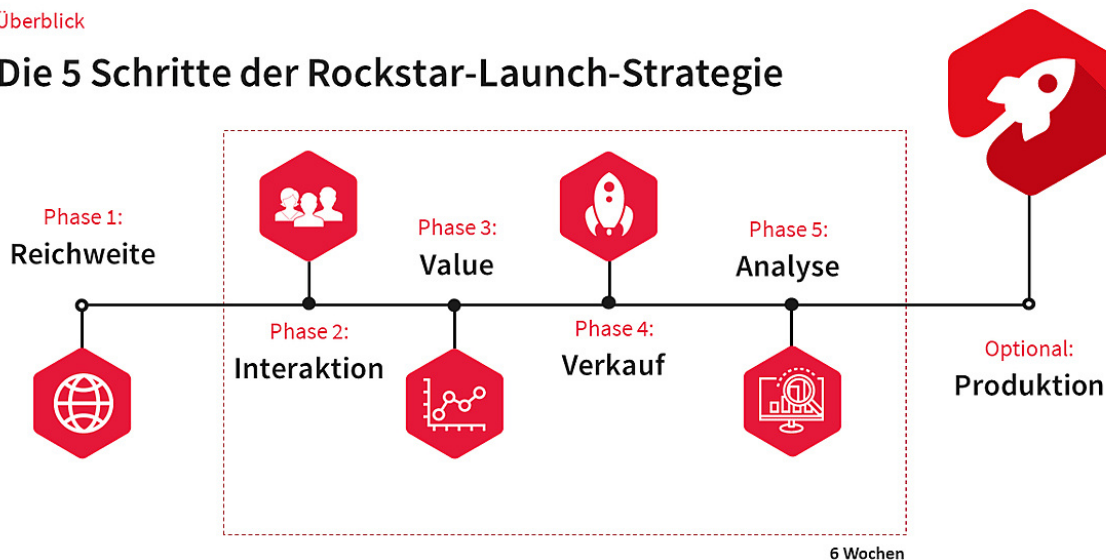 Überblick
Die 5 Schritte der Rockstar-Launch-Strategie
Phase 1:
Reichweite
Phase 2:
Interaktion
Phase 3:
Value
Phase 4:
Verkauf
Phase 5:
Analyse
Optional:
Produktion
6 Wochen